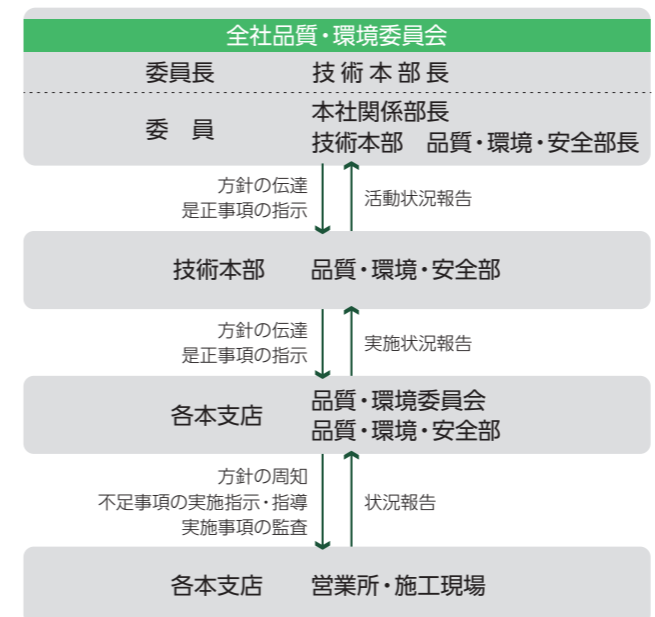 全社品質・環境委員会
委員長 技術本部長
委 員 本社関係部長
技術本部 品質・環境・安全部長
方針の伝達
是正事項の指示
活動状況報告
技術本部 品質・環境・安全部
方針の伝達
是正事項の指示
実施状況報告
各本支店 品質・環境委員会
品質・環境・安全部
方針の周知
不足事項の実施指示・指導
実施事項の監査
状況報告
各本支店 営業所・施工現場